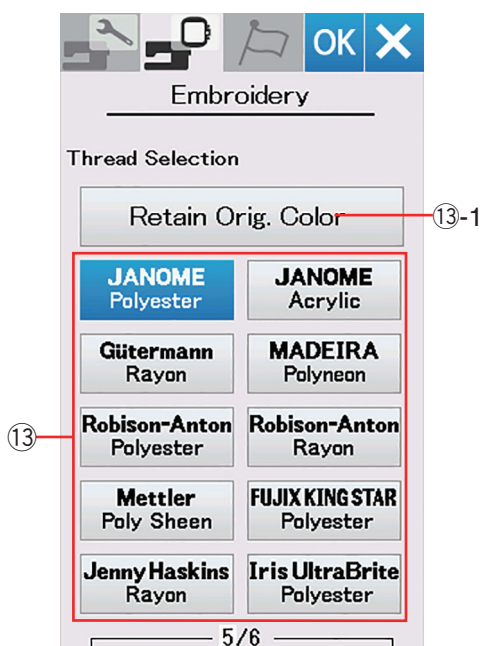 OK
Embroidery
Thread Selection
Retain Orig. Color
⑬-1
JANOME
Polyester
JANOME
Acrylic
Gütermann
Rayon
MADEIRA
Polyneon
⑬
Robison-Anton
Polyester
Robison-Anton
Rayon
Mettler
Poly Sheen
FUJIX KING STAR
Polyester
Jenny Haskins
Rayon
Iris UltraBrite
Polyester
5/6